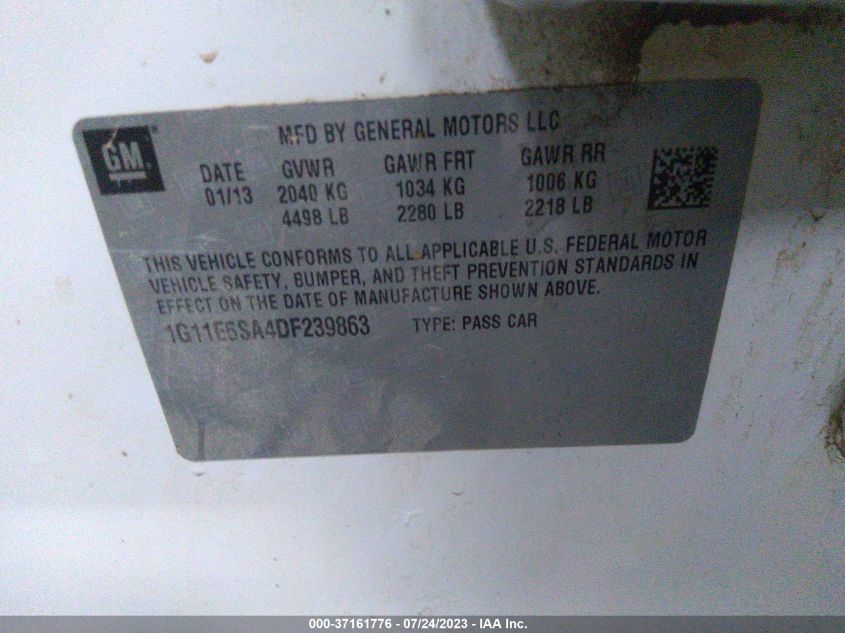 MFD BY GENERAL MOTORS LLC
GM
DATE GVWR GAWR FRT GAWR RR
01/13 2040 KG 1034 KG 1006 KG
4498 LB 2280 LB 2218 LB
THIS VEHICLE CONFORMS TO ALL APPLICABLE U.S. FEDERAL MOTOR
VEHICLE SAFETY, BUMPER, AND THEFT PREVENTION STANDARDS IN
EFFECT ON THE DATE OF MANUFACTURE SHOWN ABOVE.
1G11E5SA4DF239863 TYPE: PASS CAR
000-37161776 / 07/24/2023 - IAA Inc.